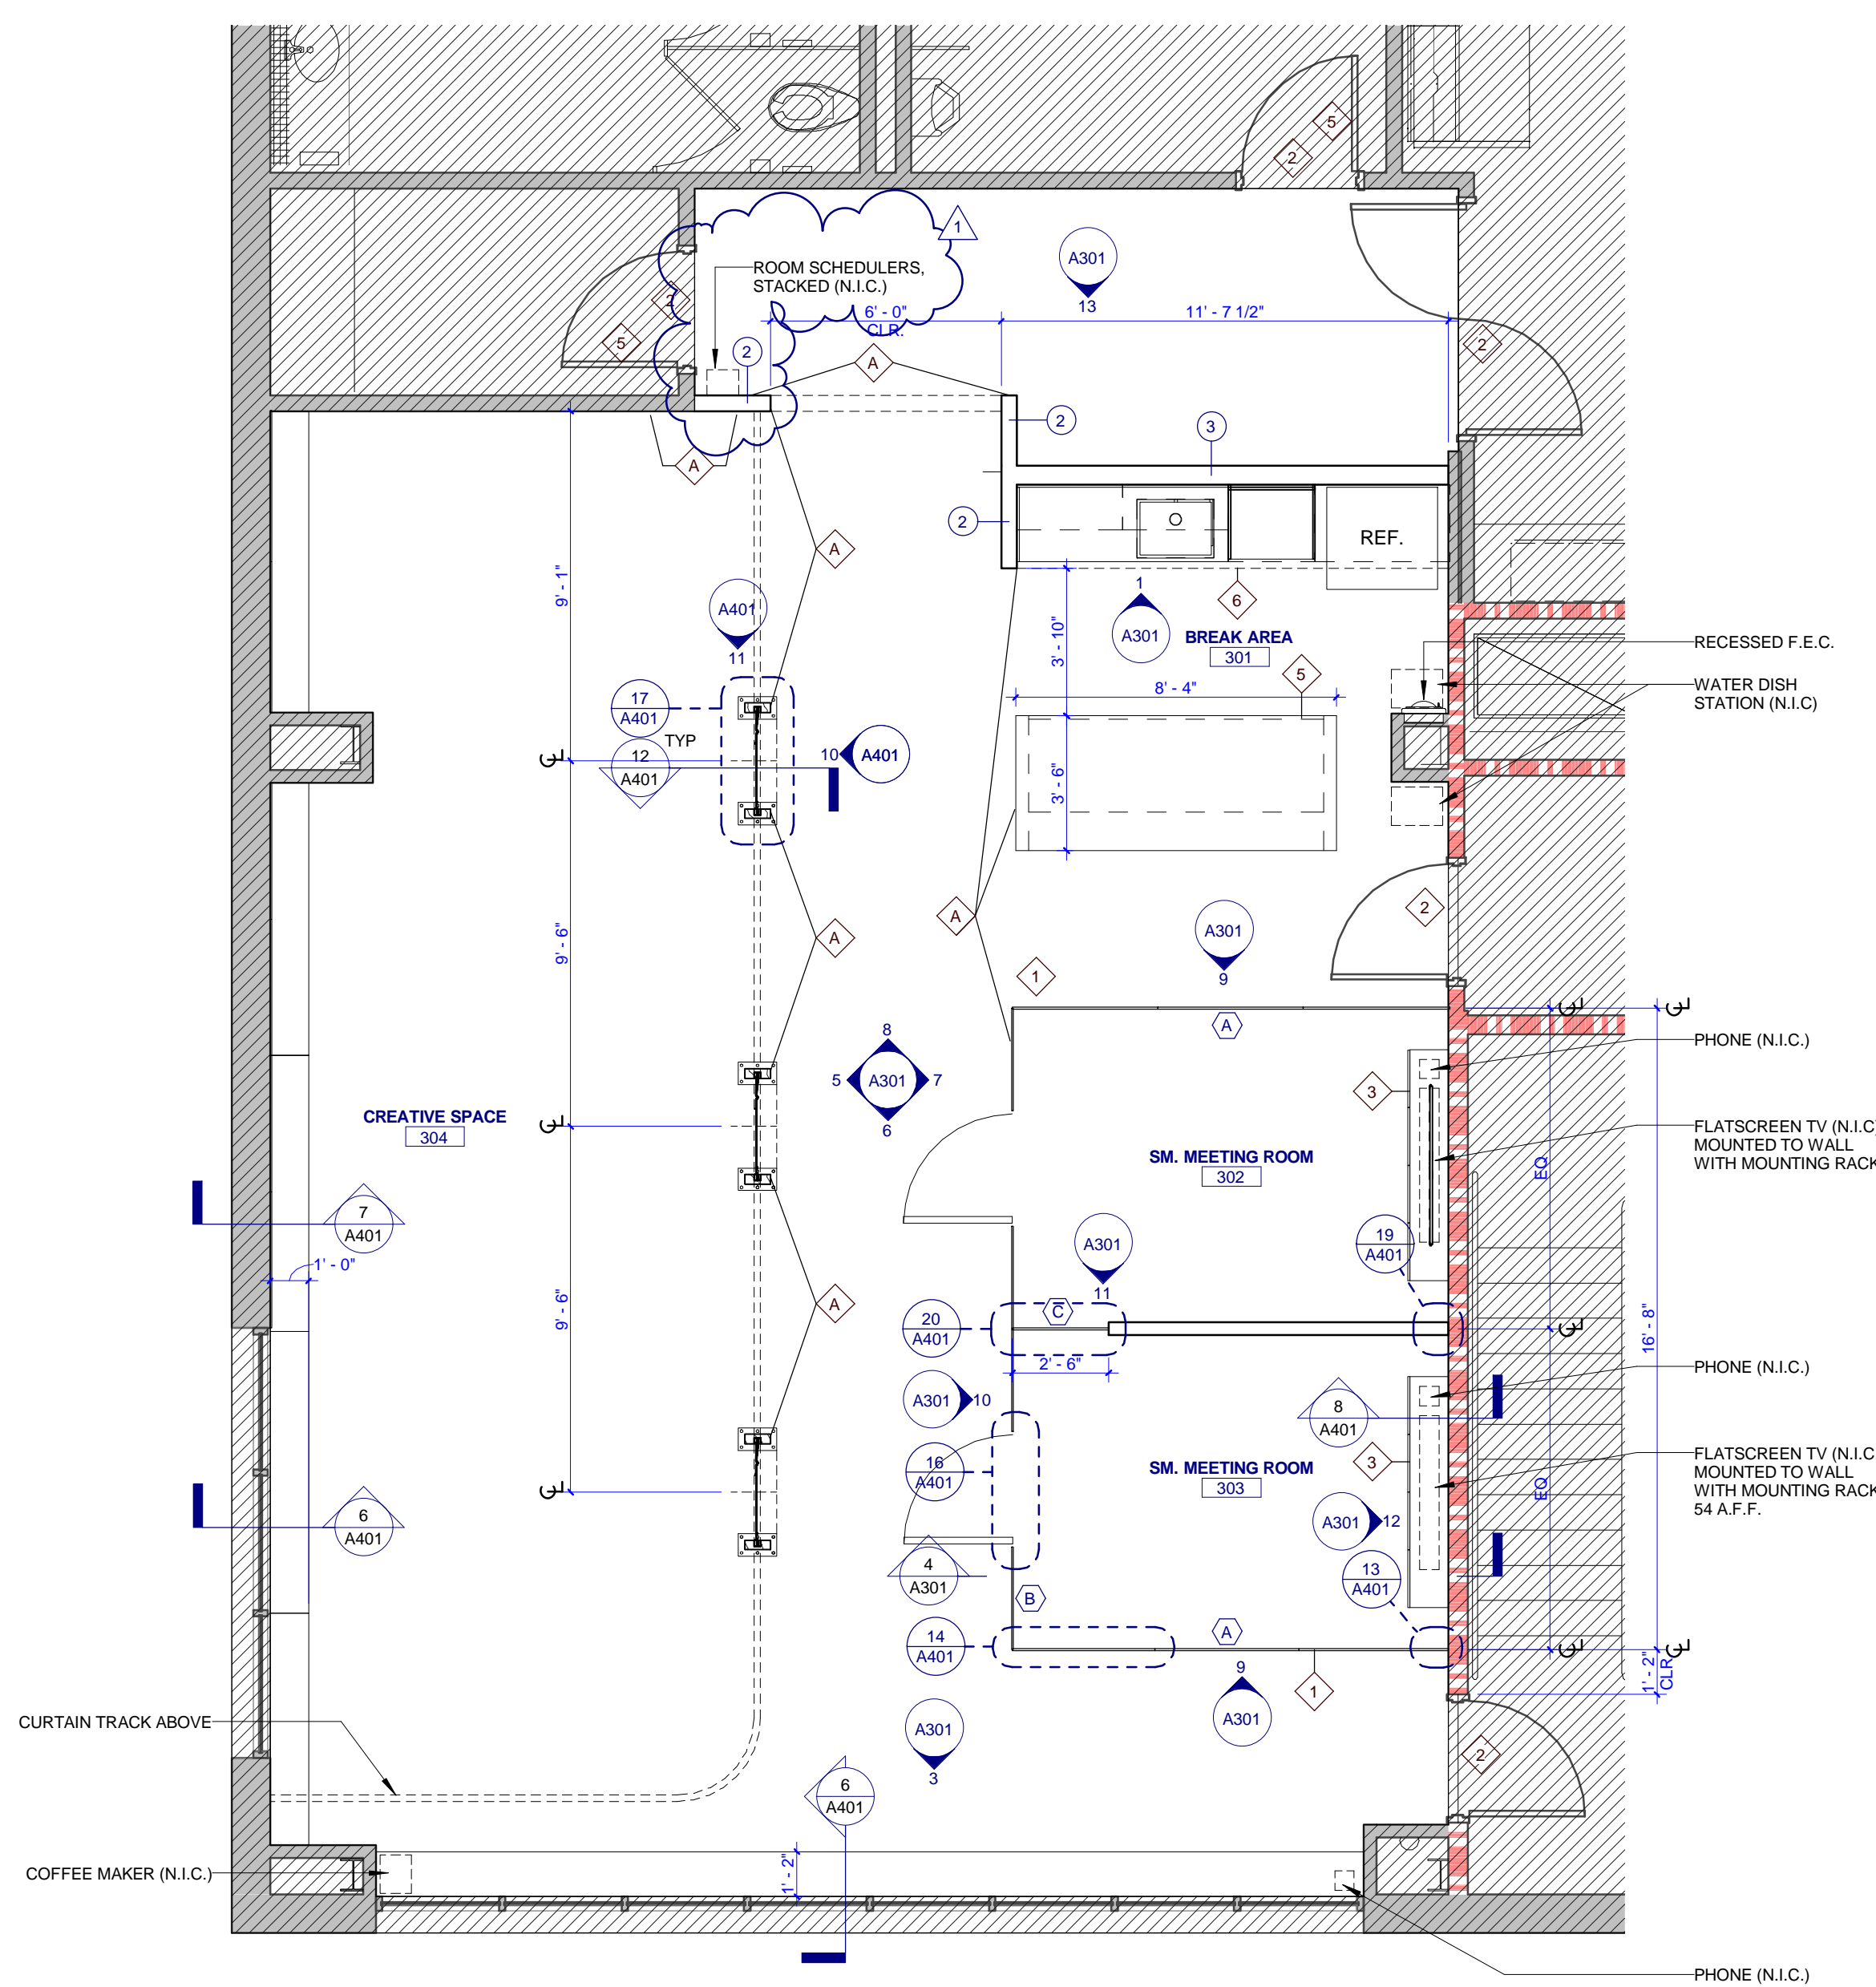 5
2
1
A301
13
ROOM SCHEDULERS,
STACKED (N.I.C.)
2
6' - 0"
CLR.
11' - 7 1/2"
5
2
A
2
2
3
A
2
REF.
A
9' - 1"
A401
11
1
A301
6
BREAK AREA
301
3' - 10"
RECESSED F.E.C.
5
8' - 4"
WATER DISH
STATION (N.I.C)
17
A401
TYP
12
A401
10
A401
3' - 6"
2
A
A
A301
9
9' - 6"
1
A
PHONE (N.I.C.)
8
5
A301
7
6
3
CREATIVE SPACE
304
FLATSCREEN TV (N.I.C
MOUNTED TO WALL
WITH MOUNTING RACK
SM. MEETING ROOM
302
EQ
7
A401
19
A401
A301
11
1' - 0"
9' - 6"
A
C
20
A401
16' - 8"
2' - 6"
PHONE (N.I.C.)
A301
10
8
A401
16
A401
SM. MEETING ROOM
303
3
EQ
FLATSCREEN TV (N.I.C
MOUNTED TO WALL
WITH MOUNTING RACK
54 A.F.F.
6
A401
A301
12
4
A301
13
A401
B
14
A401
A
9
A301
1
1' - 2"
CLR
CURTAIN TRACK ABOVE
A301
3
2
6
A401
COFFEE MAKER (N.I.C.)
1' - 2"
PHONE (N.I.C.)